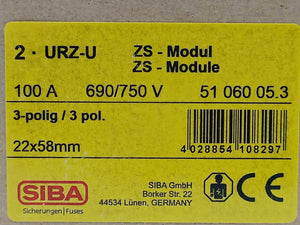 2 · URZ-U ZS - Modul
ZS - Module
100 A 690/750 V 51 060 05.3
3-polig / 3 pol.
22x58mm
4 028854 108297
SIBA
Sicherungen | Fuses
SIBA GmbH
Borker Str. 22
44534 Lünen, GERMANY
CE